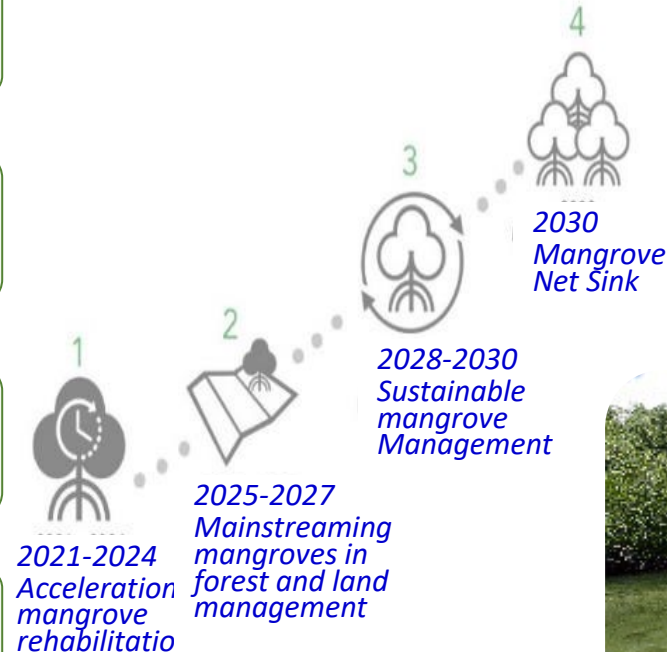 1
2021-2024
Acceleration
mangrove
rehabilitatio
2
2025-2027
Mainstreaming
mangroves in
forest and land
management
3
2028-2030
Sustainable
mangrove
Management
4
2030
Mangrove
Net Sink